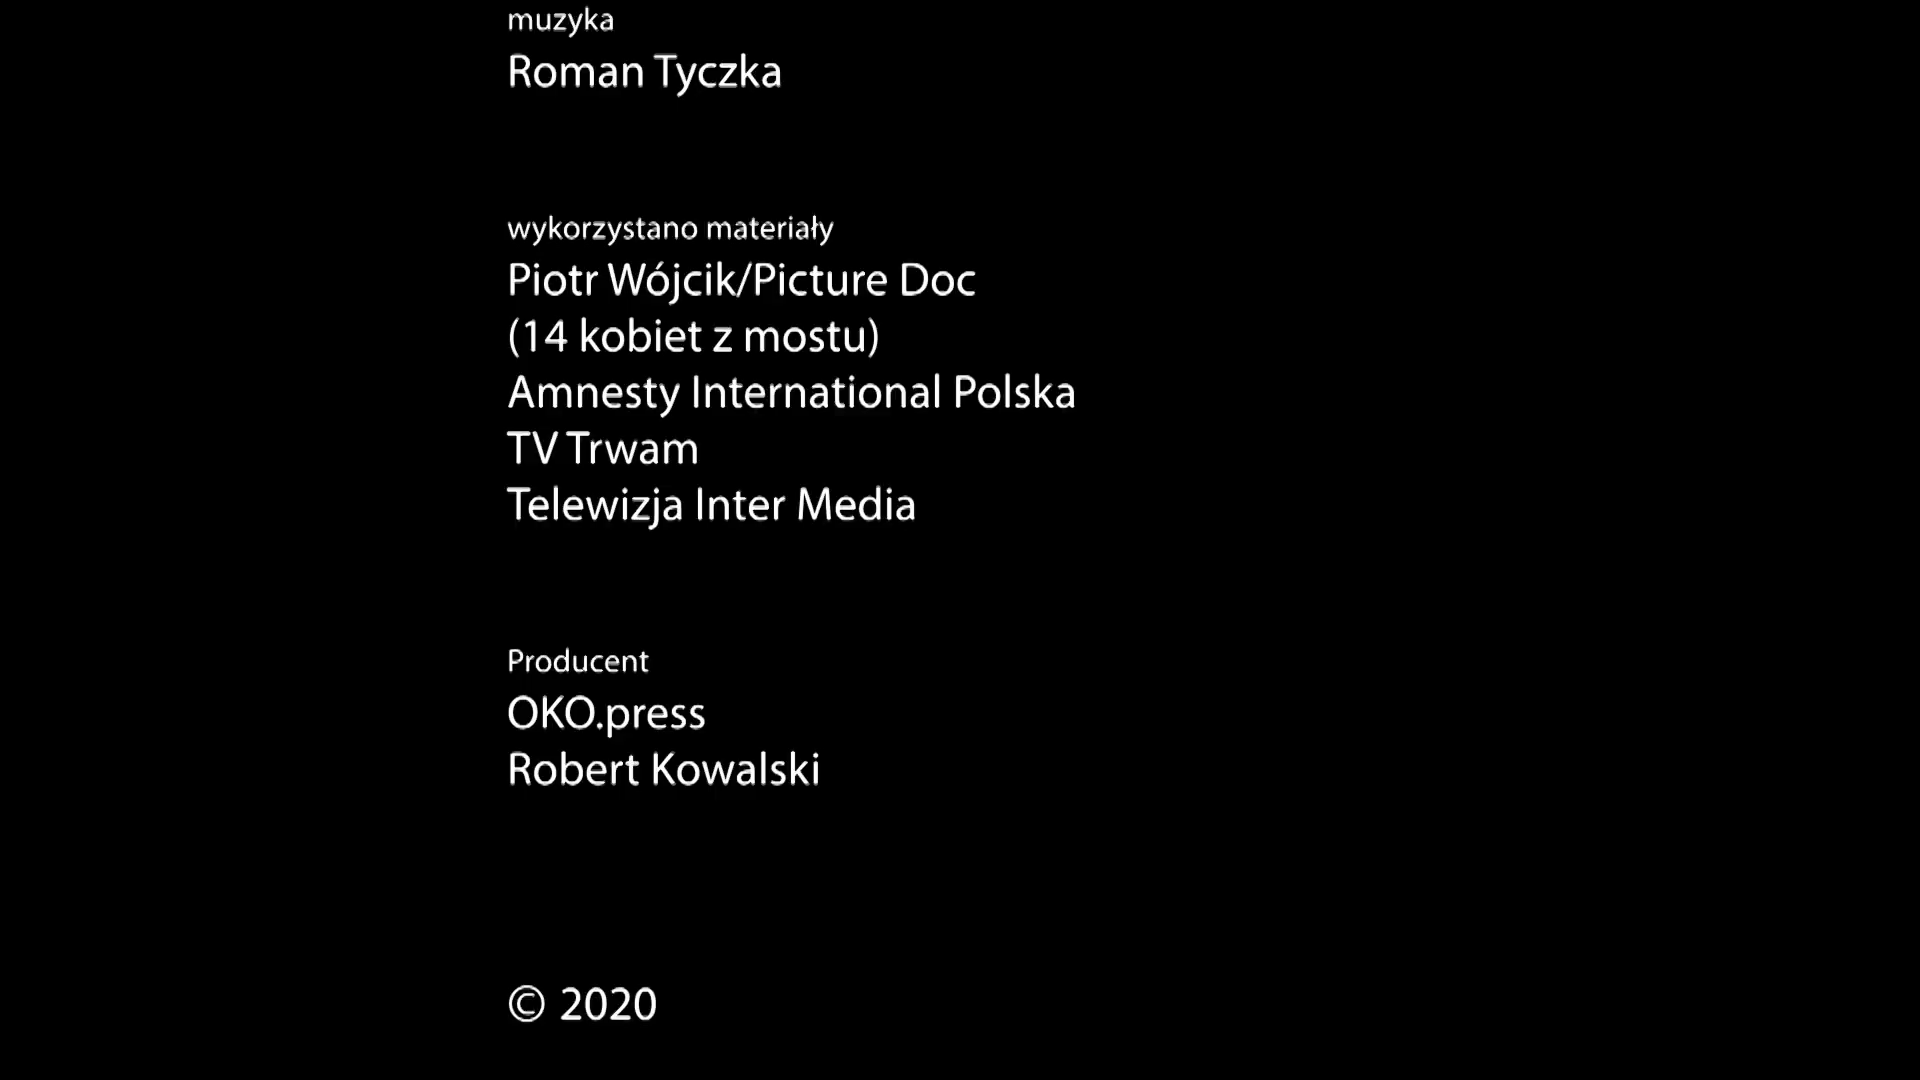 muzyka
Roman Tyczka
wykorzystano materiały
Piotr Wójcik/Picture Doc
(14 kobiet z mostu)
Amnesty International Polska
TV Trwam
Telewizja Inter Media
Producent
OKO.press
Robert Kowalski
© 2020